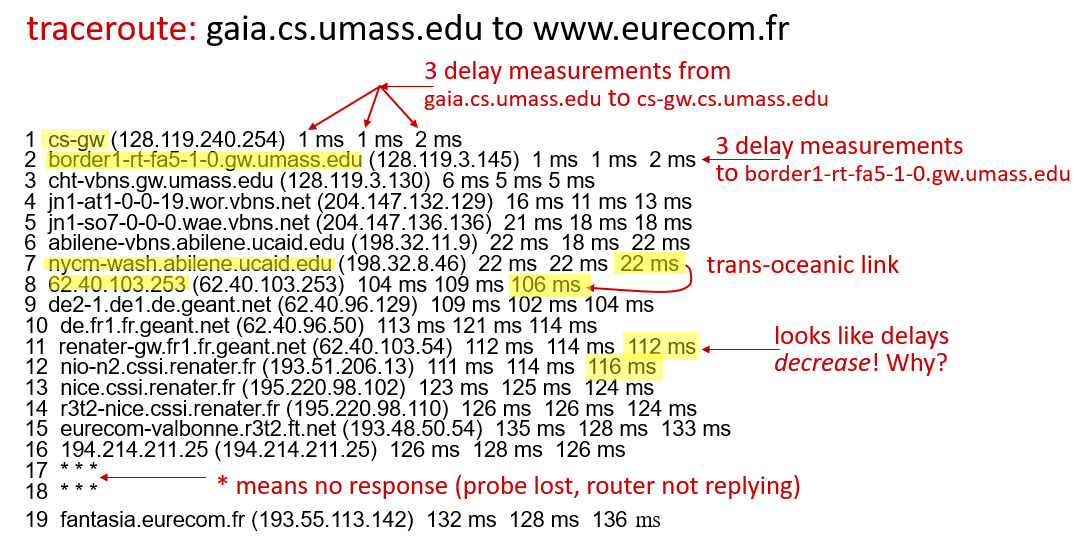 traceroute: gaia.cs.umass.edu to www.eurecom.fr
3 delay measurements from
gaia.cs.umass.edu to cs-gw.cs.umass.edu
1 cs-gw (128.119.240.254) 1 ms 1 ms 2 ms
2 border1-rt-fa5-1-0.gw.umass.edu (128.119.3.145) 1 ms 1 ms 2 ms
3 delay measurements
to border1-rt-fa5-1-0.gw.umass.edu
3 cht-vbns.gw.umass.edu (128.119.3.130) 6 ms 5 ms 5 ms
4 jn1-at1-0-0-19.wor.vbns.net (204.147.132.129) 16 ms 11 ms 13 ms
5 jn1-so7-0-0-0.wae.vbns.net (204.147.136.136) 21 ms 18 ms 18 ms
6 abilene-vbns.abilene.ucaid.edu (198.32.11.9) 22 ms 18 ms 22 ms
7 nycm-wash.abilene.ucaid.edu (198.32.8.46) 22 ms 22 ms 22 ms
trans-oceanic link
8 62.40.103.253 (62.40.103.253) 104 ms 109 ms 106 ms
9 de2-1.de1.de.geant.net (62.40.96.129) 109 ms 102 ms 104 ms
10 de.fr1.fr.geant.net (62.40.96.50) 113 ms 121 ms 114 ms
11 renater-gw.fr1.fr.geant.net (62.40.103.54) 112 ms 114 ms 112 ms
looks like delays
decrease! Why?
12 nio-n2.cssi.renater.fr (193.51.206.13) 111 ms 114 ms 116 ms
13 nice.cssi.renater.fr (195.220.98.102) 123 ms 125 ms 124 ms
14 r3t2-nice.cssi.renater.fr (195.220.98.110) 126 ms 126 ms 124 ms
15 eurecom-valbonne.r3t2.ft.net (193.48.50.54) 135 ms 128 ms 133 ms
16 194.214.211.25 (194.214.211.25) 126 ms 128 ms 126 ms
17 * * *
18 * * *
* means no response (probe lost, router not replying)
19 fantasia.eurecom.fr (193.55.113.142) 132 ms 128 ms 136 ms